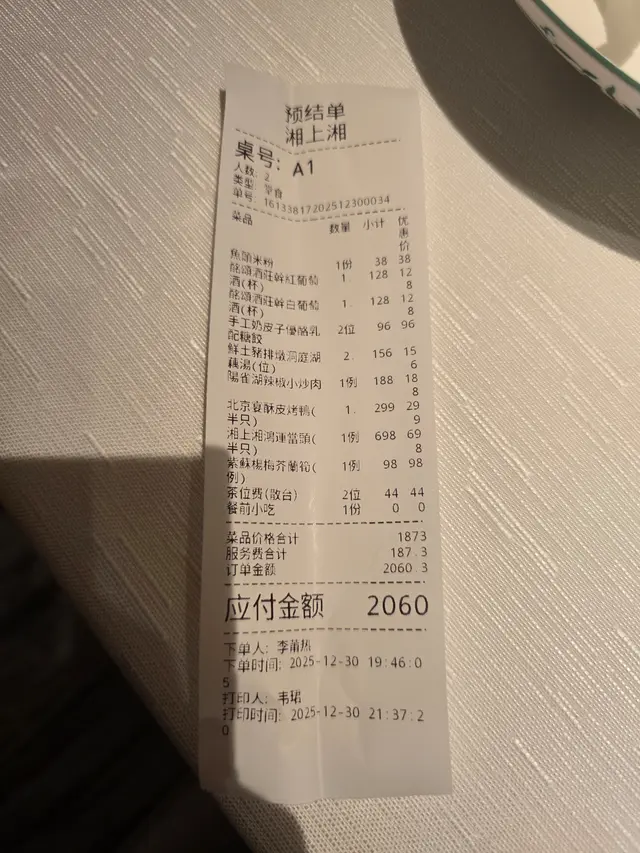 预结单
湘上湘
桌号: A1
人数: 2
类型: 堂食
单号: 16133817202512300034
菜品 数量 小计 优
惠
价
魚頭米粉 1份 38 38
酩頌酒莊幹紅葡萄 1. 128 12
酒(杯) 8
酩頌酒莊幹白葡萄 1. 128 12
酒(杯) 8
手工奶皮子優酪乳 2位 96 96
配糖餃
鮮土豬排燉洞庭湖 2. 156 15
藕湯(位) 6
陽雀湖辣椒小炒肉 1例 188 18
8
北京宴酥皮烤鴨( 1. 299 29
半只) 9
湘上湘鴻運當頭( 1例 698 69
半只) 8
紫蘇楊梅芥蘭筍( 1例 98 98
例)
茶位费(散台) 2位 44 44
餐前小吃 1份 0 0
菜品价格合计 1873
服务费合计 187.3
订单金额 2060.3
应付金额 2060
下单人: 李莆热
下单时间: 2025-12-30 19:46:0
5
打印人: 韦珺
打印时间: 2025-12-30 21:37:2
0